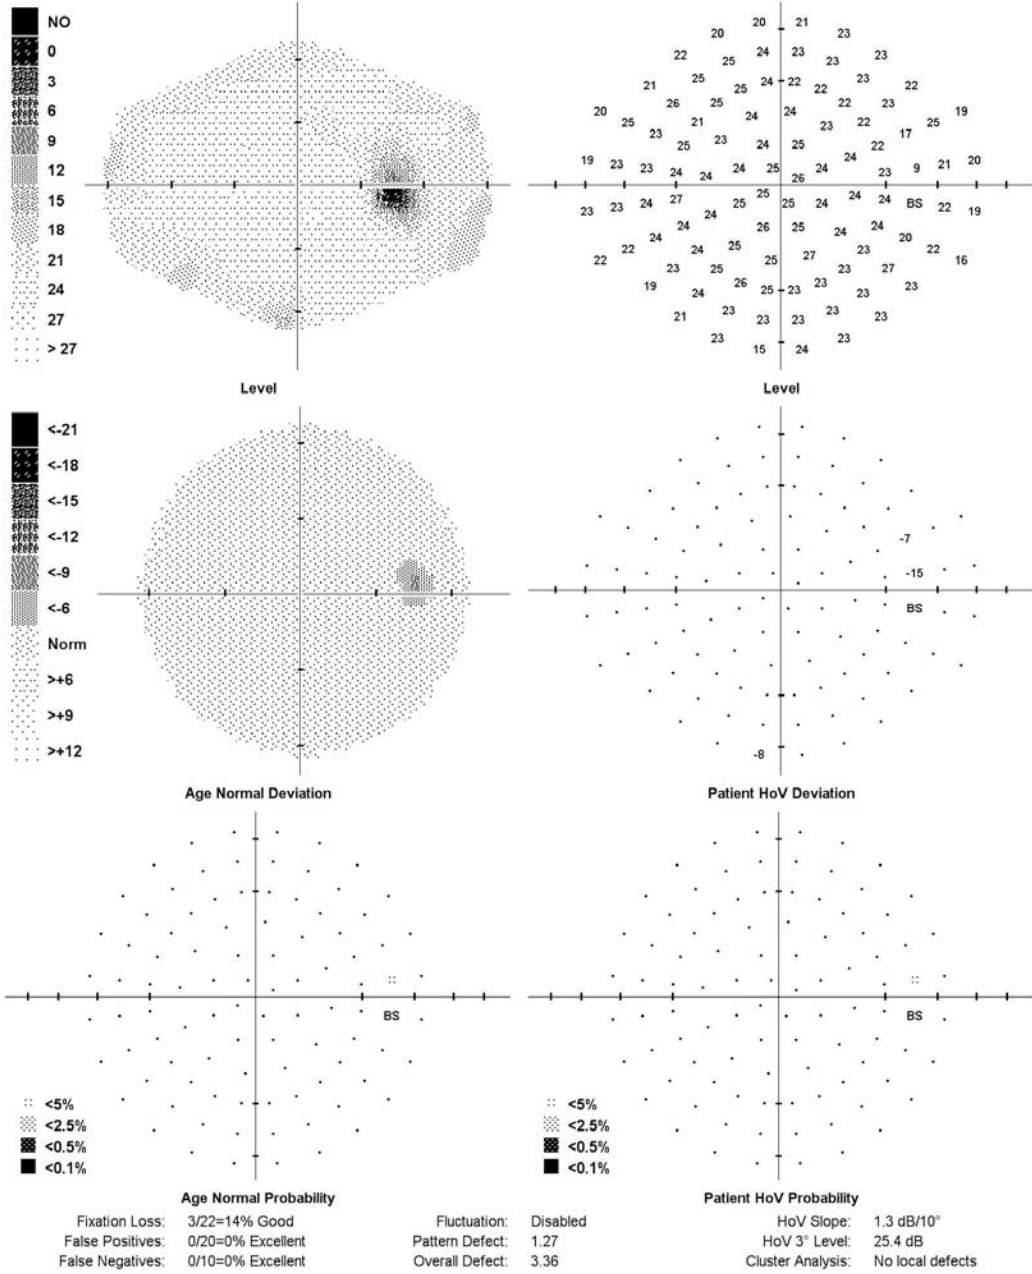 NO
0
3
6
9
12
15
18
21
24
27
> 27
Level
20 21
20 23
22 24 23 23
25 23
21 25 25 24 22 22 23 22
20 26 25 24 24 22 23 19
25 21 23 22 25
23 17
25 23 24 25 22
19 23 23 24 25 24 24 23 9 21 20
24 26
27 25 24 24
23 23 24 25 25 24 BS 22 19
24
24 26 25 24 24
24 20
22 24 25 27 23 22
22 25 16
23 25 23 27
19 24 26 25 23 23 23 23
21 23 23 23 23 23
23 23
15 24
Level
<-21
<-18
<-15
<-12
<-9
<-6
Norm
>+6
>+9
>+12
Age Normal Deviation
-7
-15
BS
-8
Patient HoV Deviation
BS
<5%
<2.5%
<0.5%
<0.1%
Age Normal Probability
BS
<5%
<2.5%
<0.5%
<0.1%
Patient HoV Probability
Fixation Loss: 3/22=14% Good
False Positives: 0/20=0% Excellent
False Negatives: 0/10=0% Excellent
Fluctuation: Disabled
Pattern Defect: 1.27
Overall Defect: 3.36
HoV Slope: 1.3 dB/10°
HoV 3° Level: 25.4 dB
Cluster Analysis: No local defects